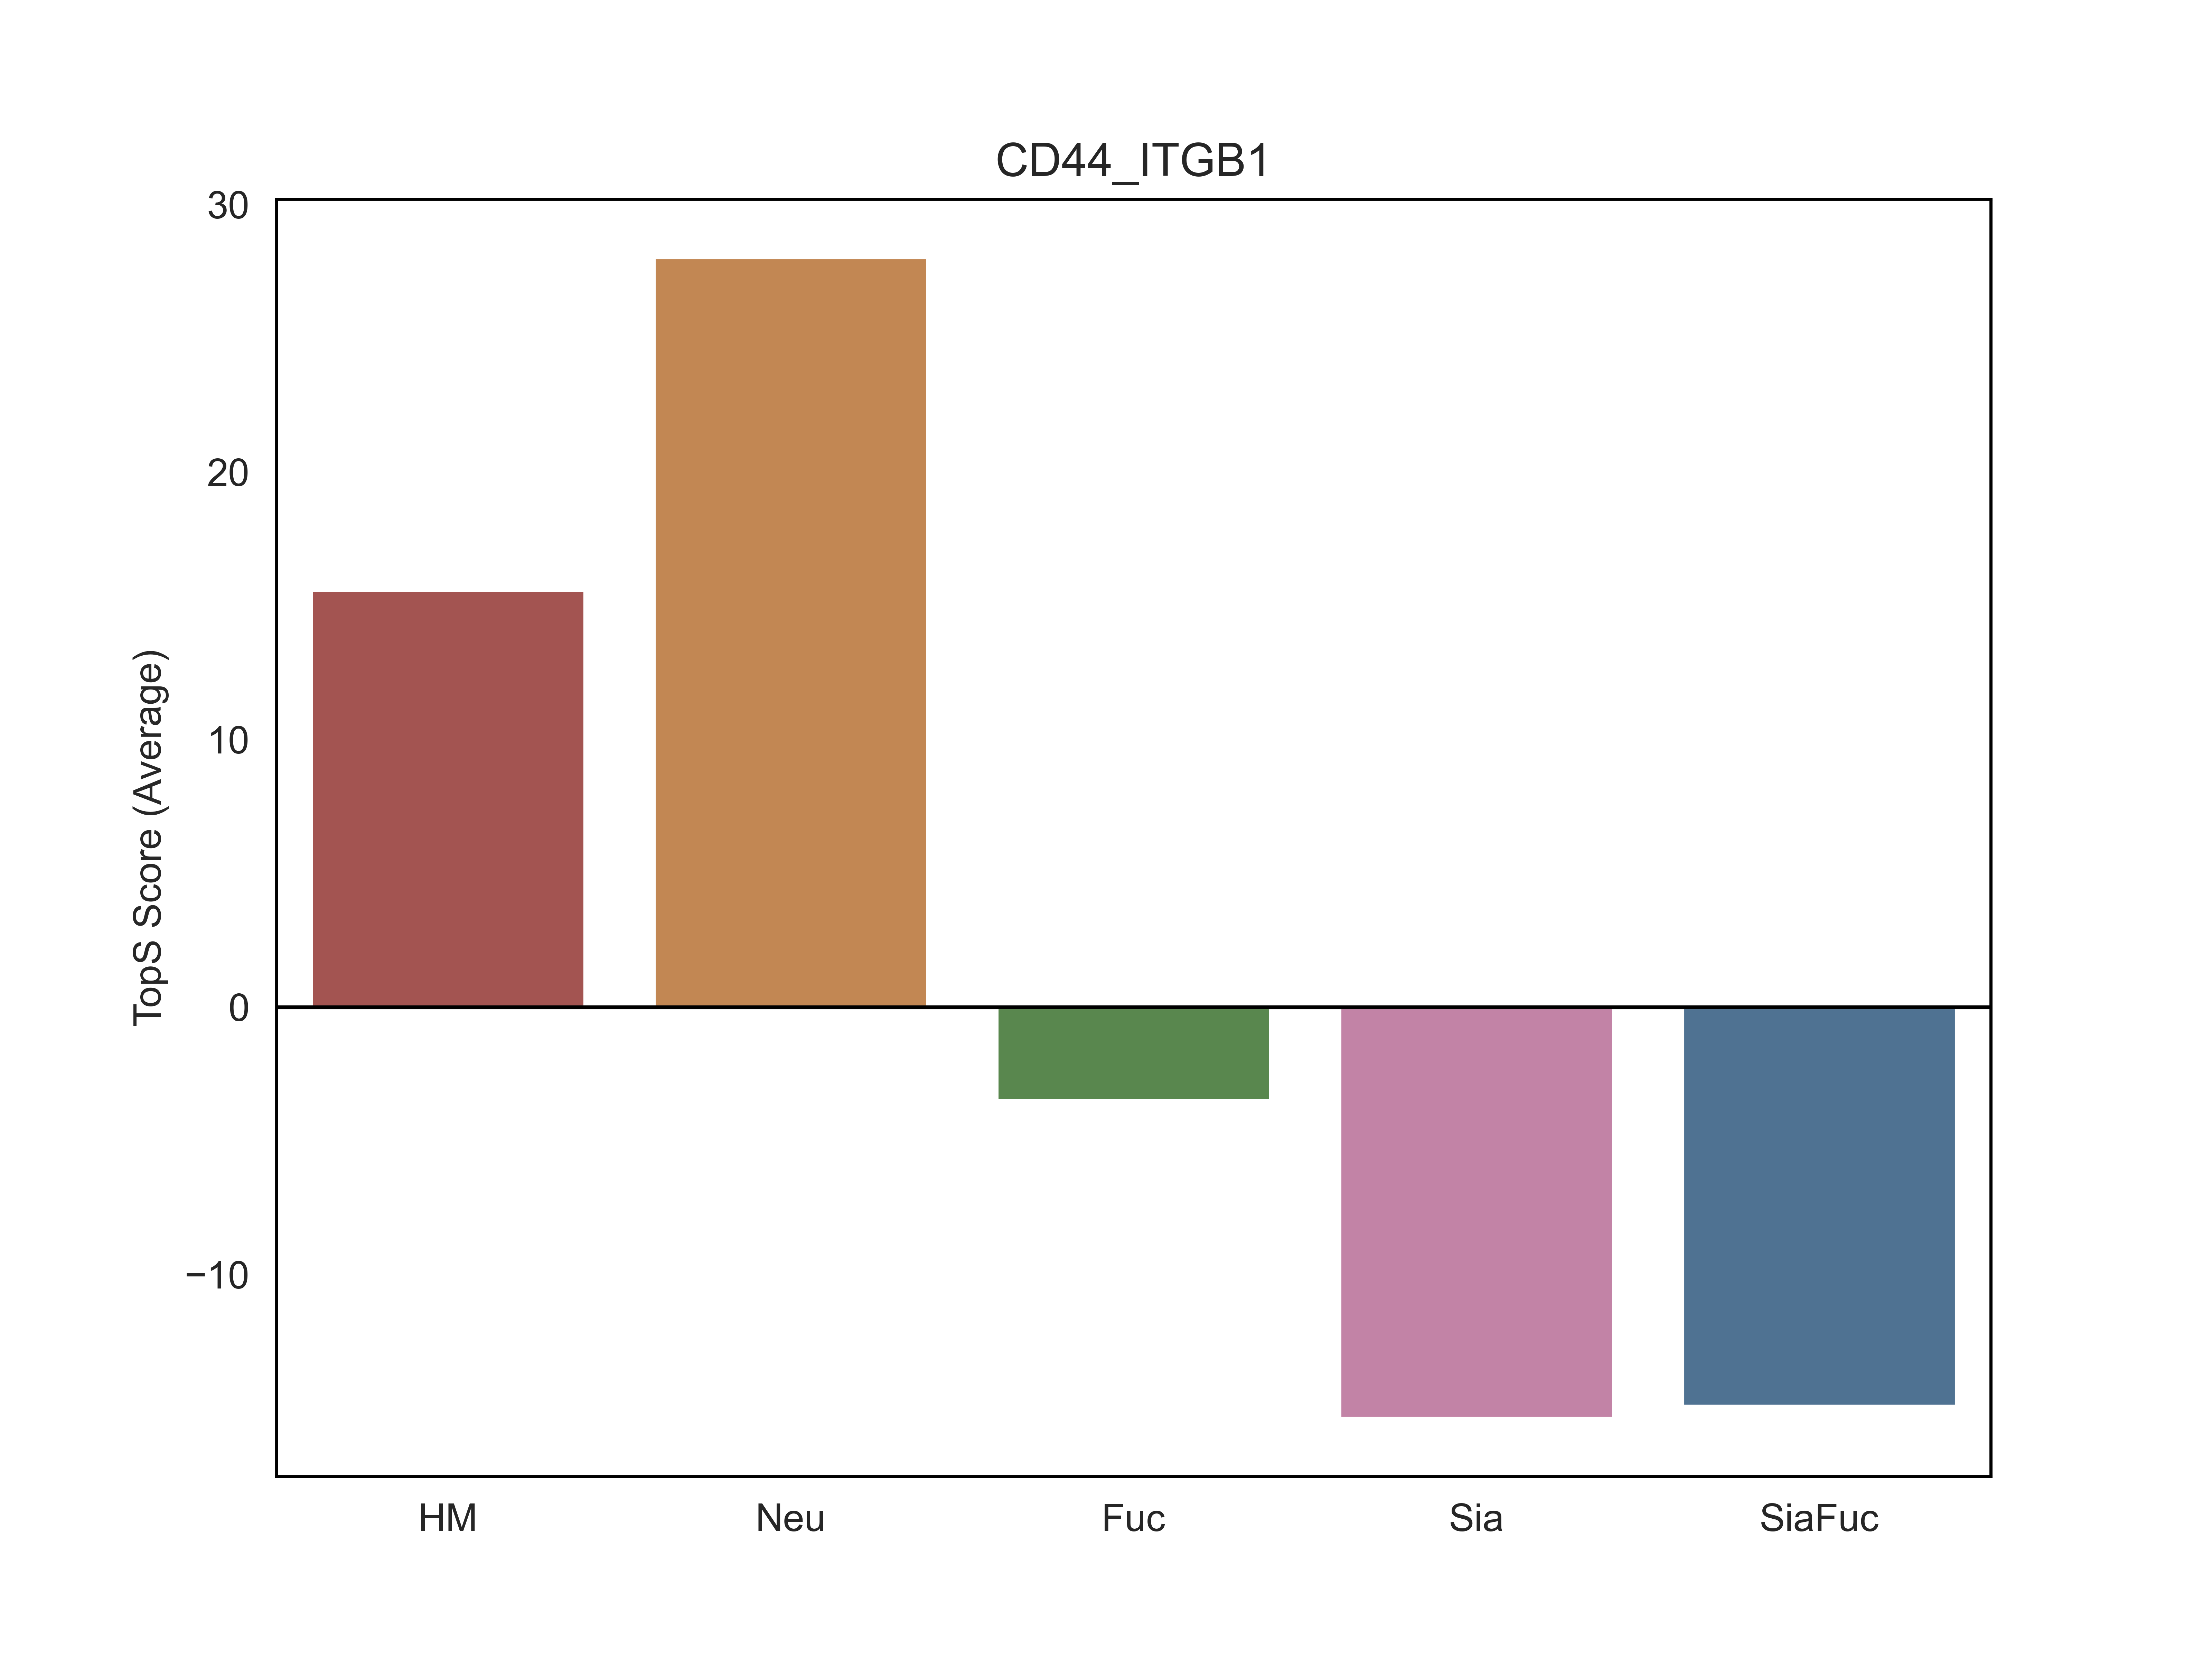 CD44_ITGB1
30
20
10
0
−10
TopS Score (Average)
HM
Neu
Fuc
Sia
SiaFuc